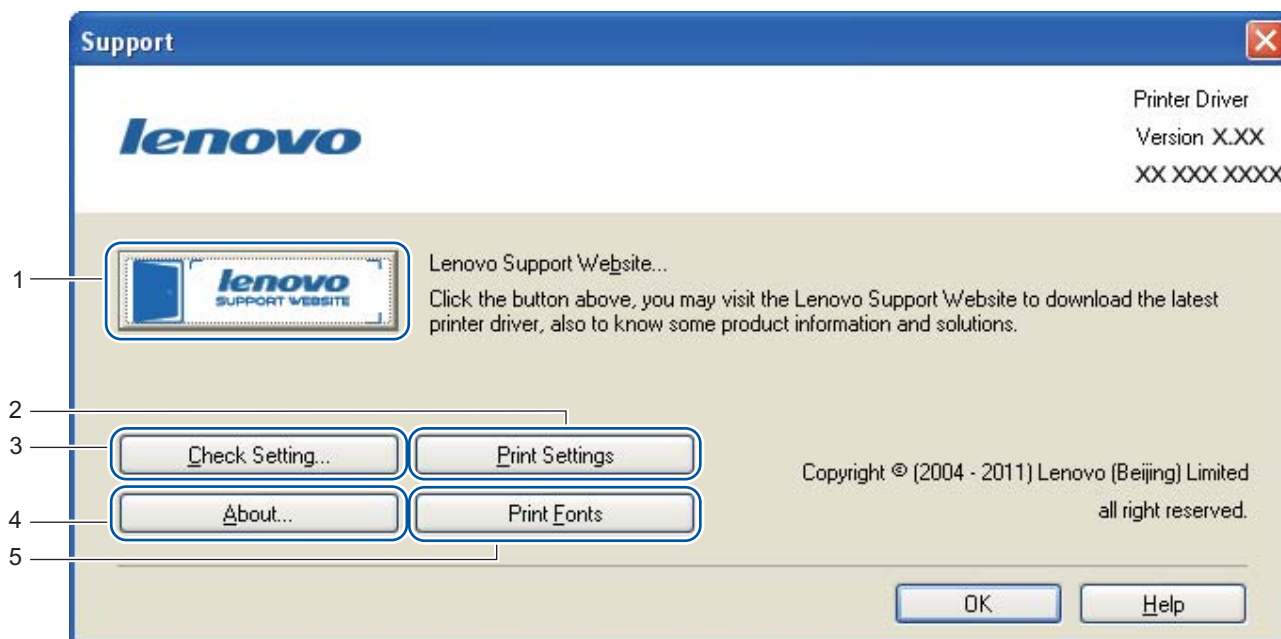 Support
lenovo
Printer Driver
Version X.XX
XX XXX XXXX
1
lenovo
SUPPORT WEBSITE
Lenovo Support Website...
Click the button above, you may visit the Lenovo Support Website to download the latest
printer driver, also to know some product information and solutions.
2
3
Check Setting...
Print Settings
Copyright © (2004 - 2011) Lenovo (Beijing) Limited
all right reserved.
4
About...
Print Fonts
5
OK
Help